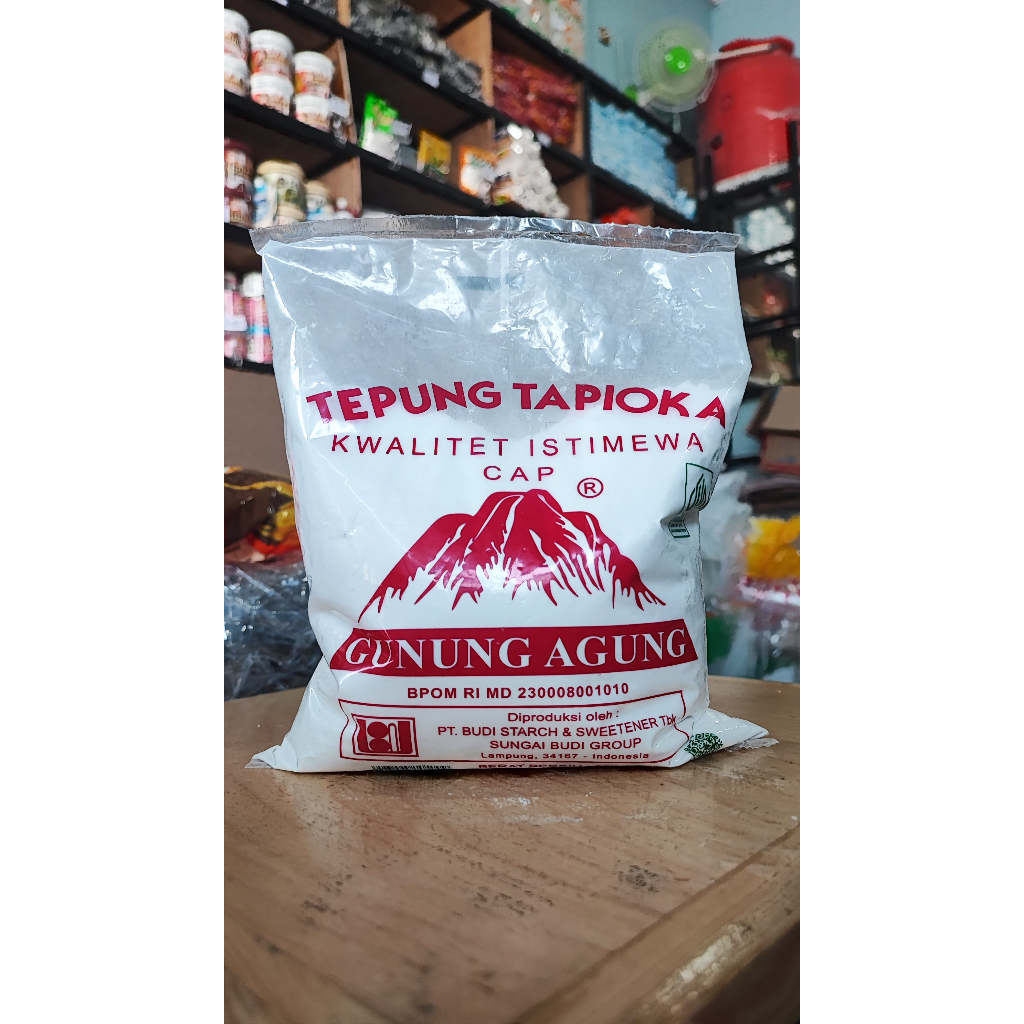 TEPUNG TAPIOKA
KWALITET ISTIMEWA
CAP
®
GUNUNG AGUNG
BPOM RI MD 230008001010
Diproduksi oleh :
PT. BUDI STARCH & SWEETENER Tbk
SUNGAI BUDI GROUP
Lampung, 34167 - Indonesia